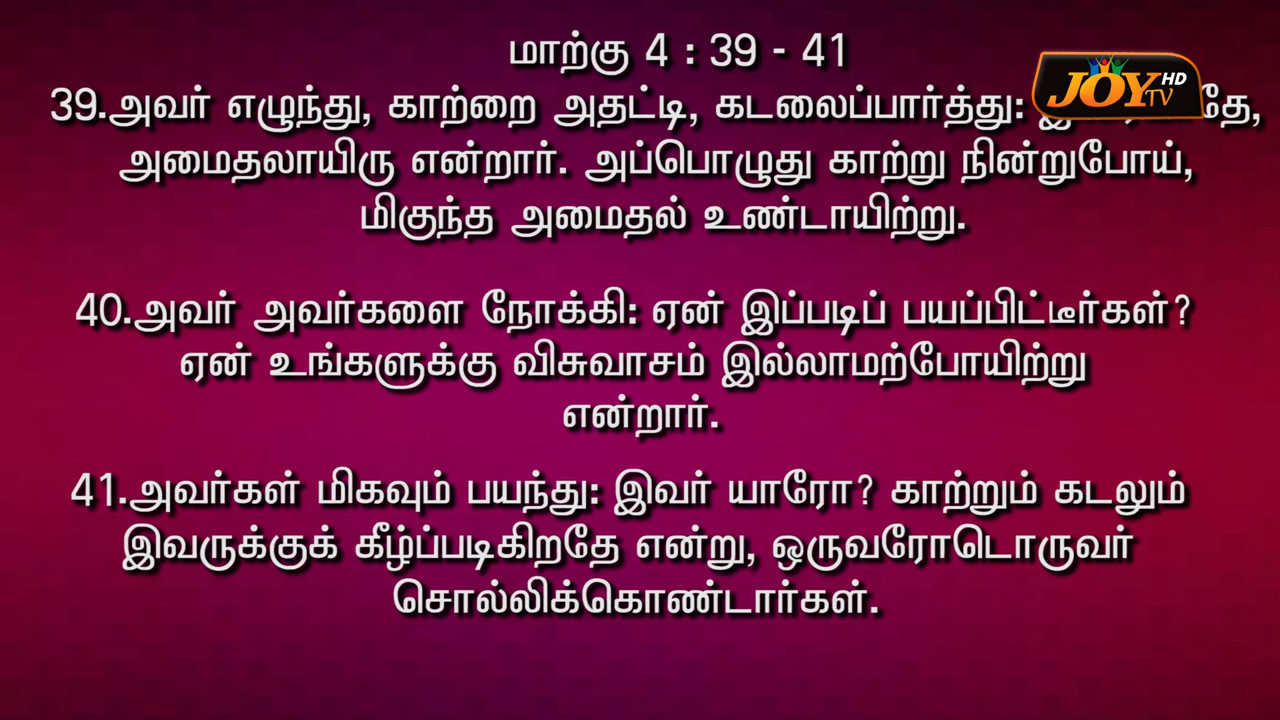 மாற்கு 4 : 39 - 41
JOY TV HD
39.அவர் எழுந்து, காற்றை அதட்டி, கடலைப்பார்த்து:
அமைதலாயிரு என்றார். அப்பொழுது காற்று நின்றுபோய்,
மிகுந்த அமைதல் உண்டாயிற்று.
40.அவர் அவர்களை நோக்கி: ஏன் இப்படிப் பயப்பிட்டீர்கள்?
ஏன் உங்களுக்கு விசுவாசம் இல்லாமற்போயிற்று
என்றார்.
41.அவர்கள் மிகவும் பயந்து: இவர் யாரோ? காற்றும் கடலும்
இவருக்குக் கீழ்ப்படிகிறதே என்று, ஒருவரோடொருவர்
சொல்லிக்கொண்டார்கள்.